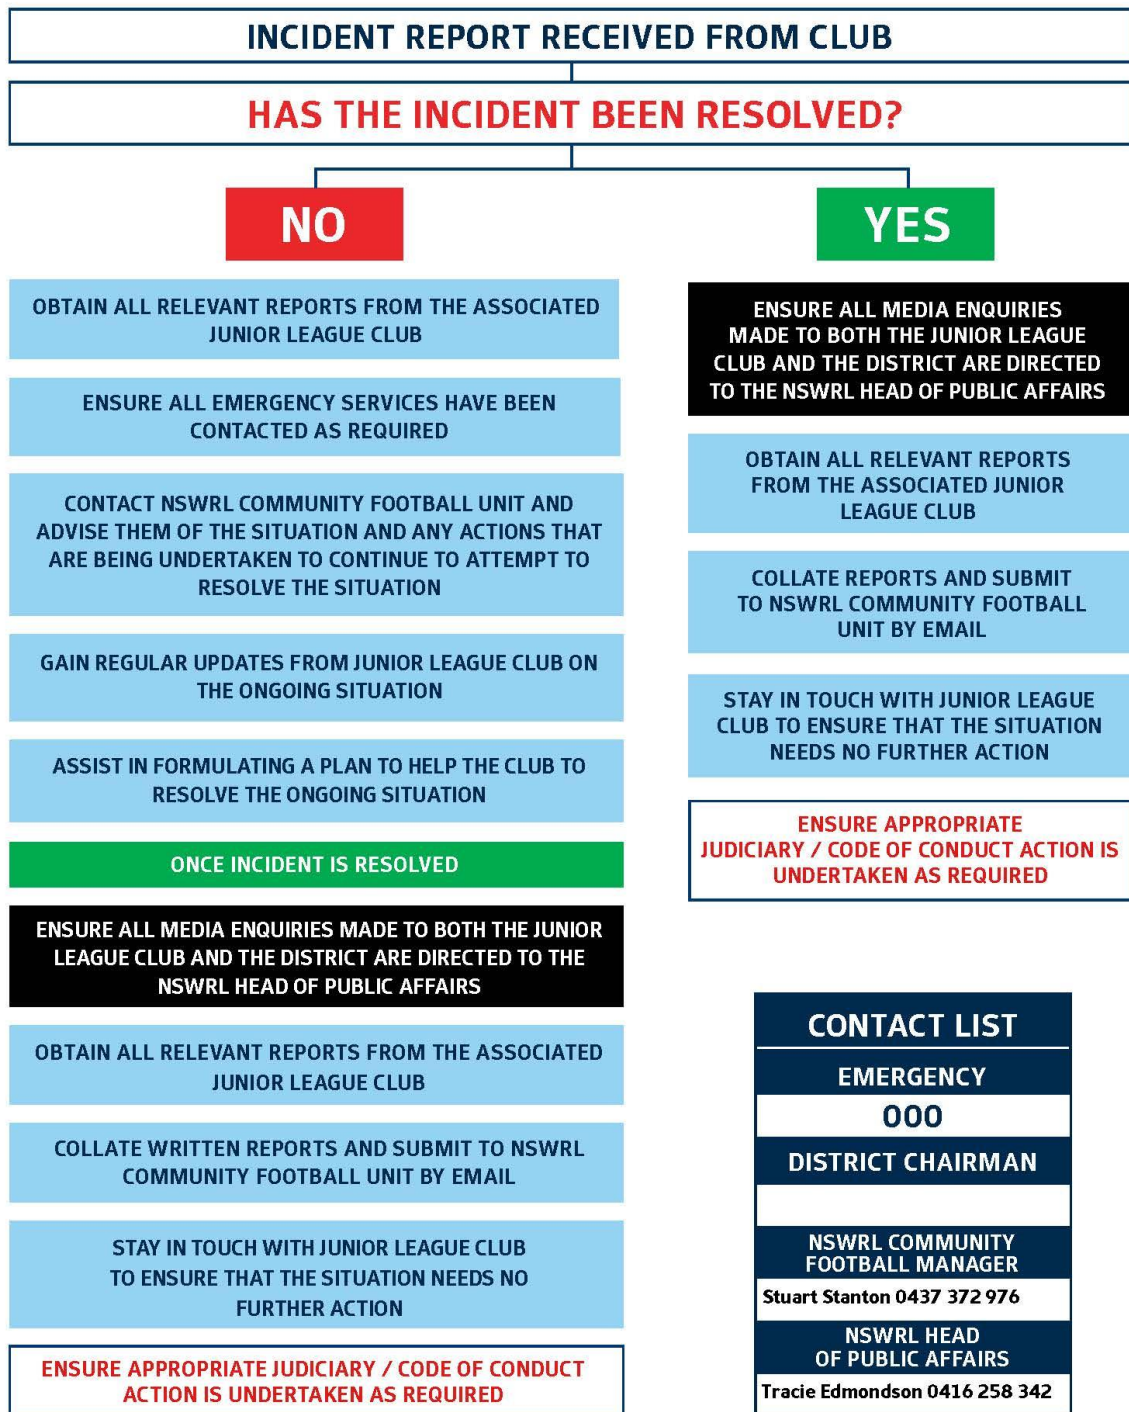 INCIDENT REPORT RECEIVED FROM CLUB
HAS THE INCIDENT BEEN RESOLVED?
NO
OBTAIN ALL RELEVANT REPORTS FROM THE ASSOCIATED
JUNIOR LEAGUE CLUB
ENSURE ALL EMERGENCY SERVICES HAVE BEEN
CONTACTED AS REQUIRED
CONTACT NSWRL COMMUNITY FOOTBALL UNIT AND
ADVISE THEM OF THE SITUATION AND ANY ACTIONS THAT
ARE BEING UNDERTAKEN TO CONTINUE TO ATTEMPT TO
RESOLVE THE SITUATION
GAIN REGULAR UPDATES FROM JUNIOR LEAGUE CLUB ON
THE ONGOING SITUATION
ASSIST IN FORMULATING A PLAN TO HELP THE CLUB TO
RESOLVE THE ONGOING SITUATION
ONCE INCIDENT IS RESOLVED
ENSURE ALL MEDIA ENQUIRIES MADE TO BOTH THE JUNIOR
LEAGUE CLUB AND THE DISTRICT ARE DIRECTED TO THE
NSWRL HEAD OF PUBLIC AFFAIRS
OBTAIN ALL RELEVANT REPORTS FROM THE ASSOCIATED
JUNIOR LEAGUE CLUB
COLLATE WRITTEN REPORTS AND SUBMIT TO NSWRL
COMMUNITY FOOTBALL UNIT BY EMAIL
STAY IN TOUCH WITH JUNIOR LEAGUE CLUB
TO ENSURE THAT THE SITUATION NEEDS NO
FURTHER ACTION
ENSURE APPROPRIATE JUDICIARY / CODE OF CONDUCT
ACTION IS UNDERTAKEN AS REQUIRED
YES
ENSURE ALL MEDIA ENQUIRIES
MADE TO BOTH THE JUNIOR LEAGUE
CLUB AND THE DISTRICT ARE DIRECTED
TO THE NSWRL HEAD OF PUBLIC AFFAIRS
OBTAIN ALL RELEVANT REPORTS
FROM THE ASSOCIATED JUNIOR
LEAGUE CLUB
COLLATE REPORTS AND SUBMIT
TO NSWRL COMMUNITY FOOTBALL
UNIT BY EMAIL
STAY IN TOUCH WITH JUNIOR LEAGUE
CLUB TO ENSURE THAT THE SITUATION
NEEDS NO FURTHER ACTION
ENSURE APPROPRIATE
JUDICIARY / CODE OF CONDUCT ACTION IS
UNDERTAKEN AS REQUIRED
CONTACT LIST
EMERGENCY
000
DISTRICT CHAIRMAN
NSWRL COMMUNITY
FOOTBALL MANAGER
Stuart Stanton 0437 372 976
NSWRL HEAD
OF PUBLIC AFFAIRS
Tracie Edmondson 0416 258 342